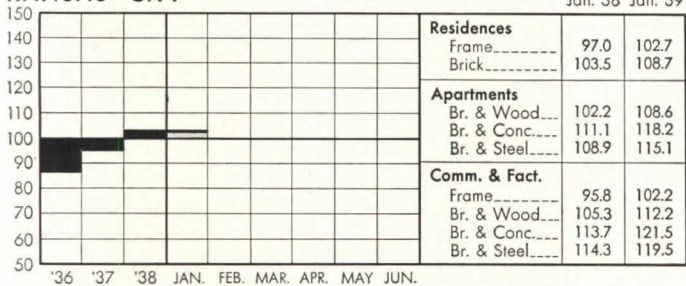 Jan. '38 Jan. '39
150
140
130
120
110
100
90
80
70
60
50
'36 '37 '38 JAN. FEB. MAR. APR. MAY JUN.
Residences
Frame 97.0 102.7
Brick 103.5 108.7
Apartments
Br. & Wood 102.2 108.6
Br. & Conc. 111.1 118.2
Br. & Steel 108.9 115.1
Comm. & Fact.
Frame 95.8 102.2
Br. & Wood 105.3 112.2
Br. & Conc. 113.7 121.5
Br. & Steel 114.3 119.5